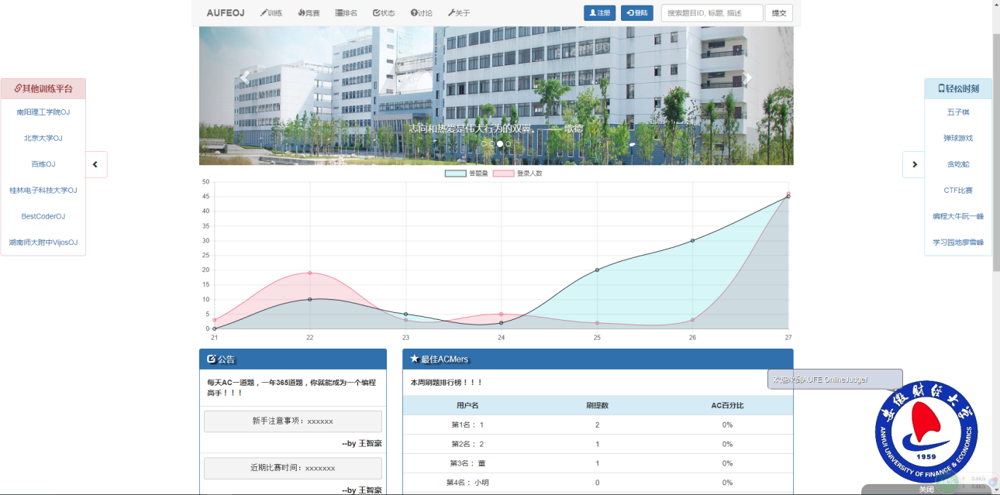 AUFEOJ 训练 竞赛 排名 状态 讨论 关于 注册 登陆 搜索题目ID, 标题, 描述 提交
其他训练平台
南阳理工学院OJ
北京大学OJ
百练OJ
桂林电子科技大学OJ
BestCoderOJ
湖南师大附中VijosOJ
志向和热爱是伟大行为的双翼。——歌德
轻松时刻
五子棋
弹球游戏
贪吃蛇
CTF比赛
编程大牛阮一峰
学习园地廖雪峰
答题量 登录人数
50
45
40
35
30
25
20
15
10
5
0
21 22 23 24 25 26 27
公告
每天AC一道题，一年365道题，你就能成为一个编程
高手！！！
新手注意事项：xxxxxx
--by 王智豪
近期比赛时间：xxxxxxx
--by 王智豪
最佳ACMers
本周刷题排行榜！！！
用户名 刷提数 AC百分比
第1名： 1 2 0%
第2名： 2 1 0%
第3名： 董 1 0%
第4名： 小明 0 0%
欢迎来到AUFE OnlineJudge!
安徽财经大学
ANHUI UNIVERSITY OF FINANCE & ECONOMICS
1959
关闭